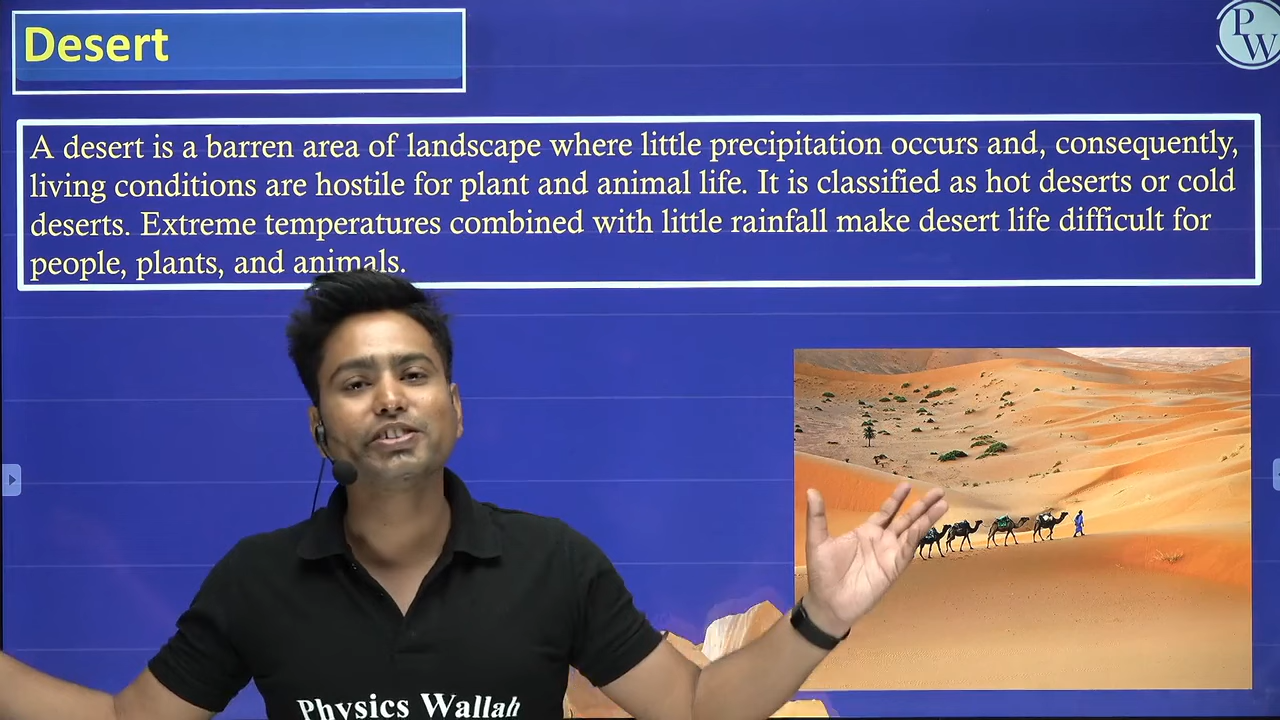 Desert
PW
A desert is a barren area of landscape where little precipitation occurs and, consequently,
living conditions are hostile for plant and animal life. It is classified as hot deserts or cold
deserts. Extreme temperatures combined with little rainfall make desert life difficult for
people, plants, and animals.
Physics Wallah